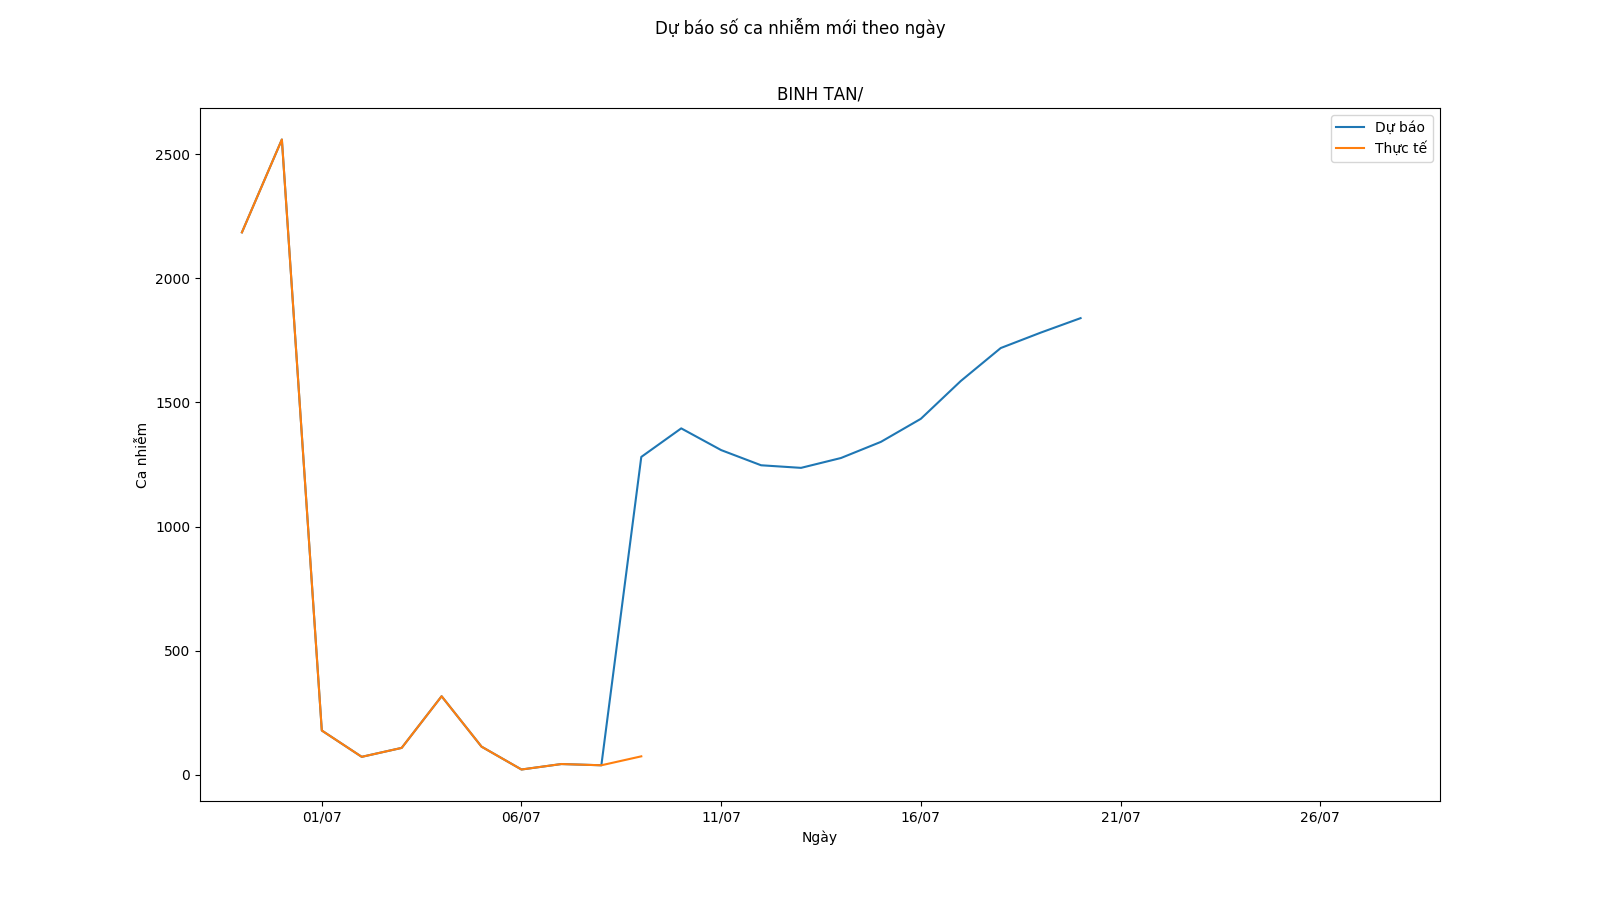 Dự báo số ca nhiễm mới theo ngày
BINH TAN/
Dự báo
Thực tế
2500
2000
1500
1000
500
0
Ca nhiễm
01/07
06/07
11/07
16/07
21/07
26/07
Ngày